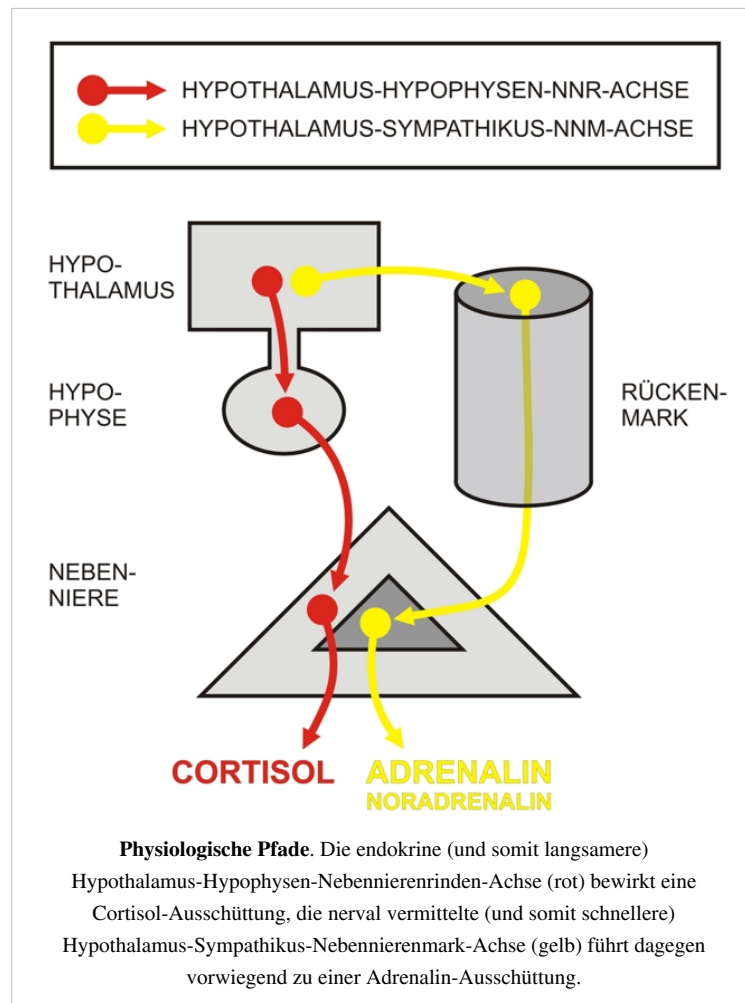 HYPOTHALAMUS-HYPOPHYSEN-NNR-ACHSE
HYPOTHALAMUS-SYMPATHIKUS-NNM-ACHSE
HYPO-
THALAMUS
HYPO-
PHYSE
RÜCKEN-
MARK
NEBEN-
NIERE
CORTISOL
ADRENALIN
NORADRENALIN
Physiologische Pfade. Die endokrine (und somit langsamere)
Hypothalamus-Hypophysen-Nebennierenrinden-Achse (rot) bewirkt eine
Cortisol-Ausschüttung, die nerval vermittelte (und somit schnellere)
Hypothalamus-Sympathikus-Nebennierenmark-Achse (gelb) führt dagegen
vorwiegend zu einer Adrenalin-Ausschüttung.